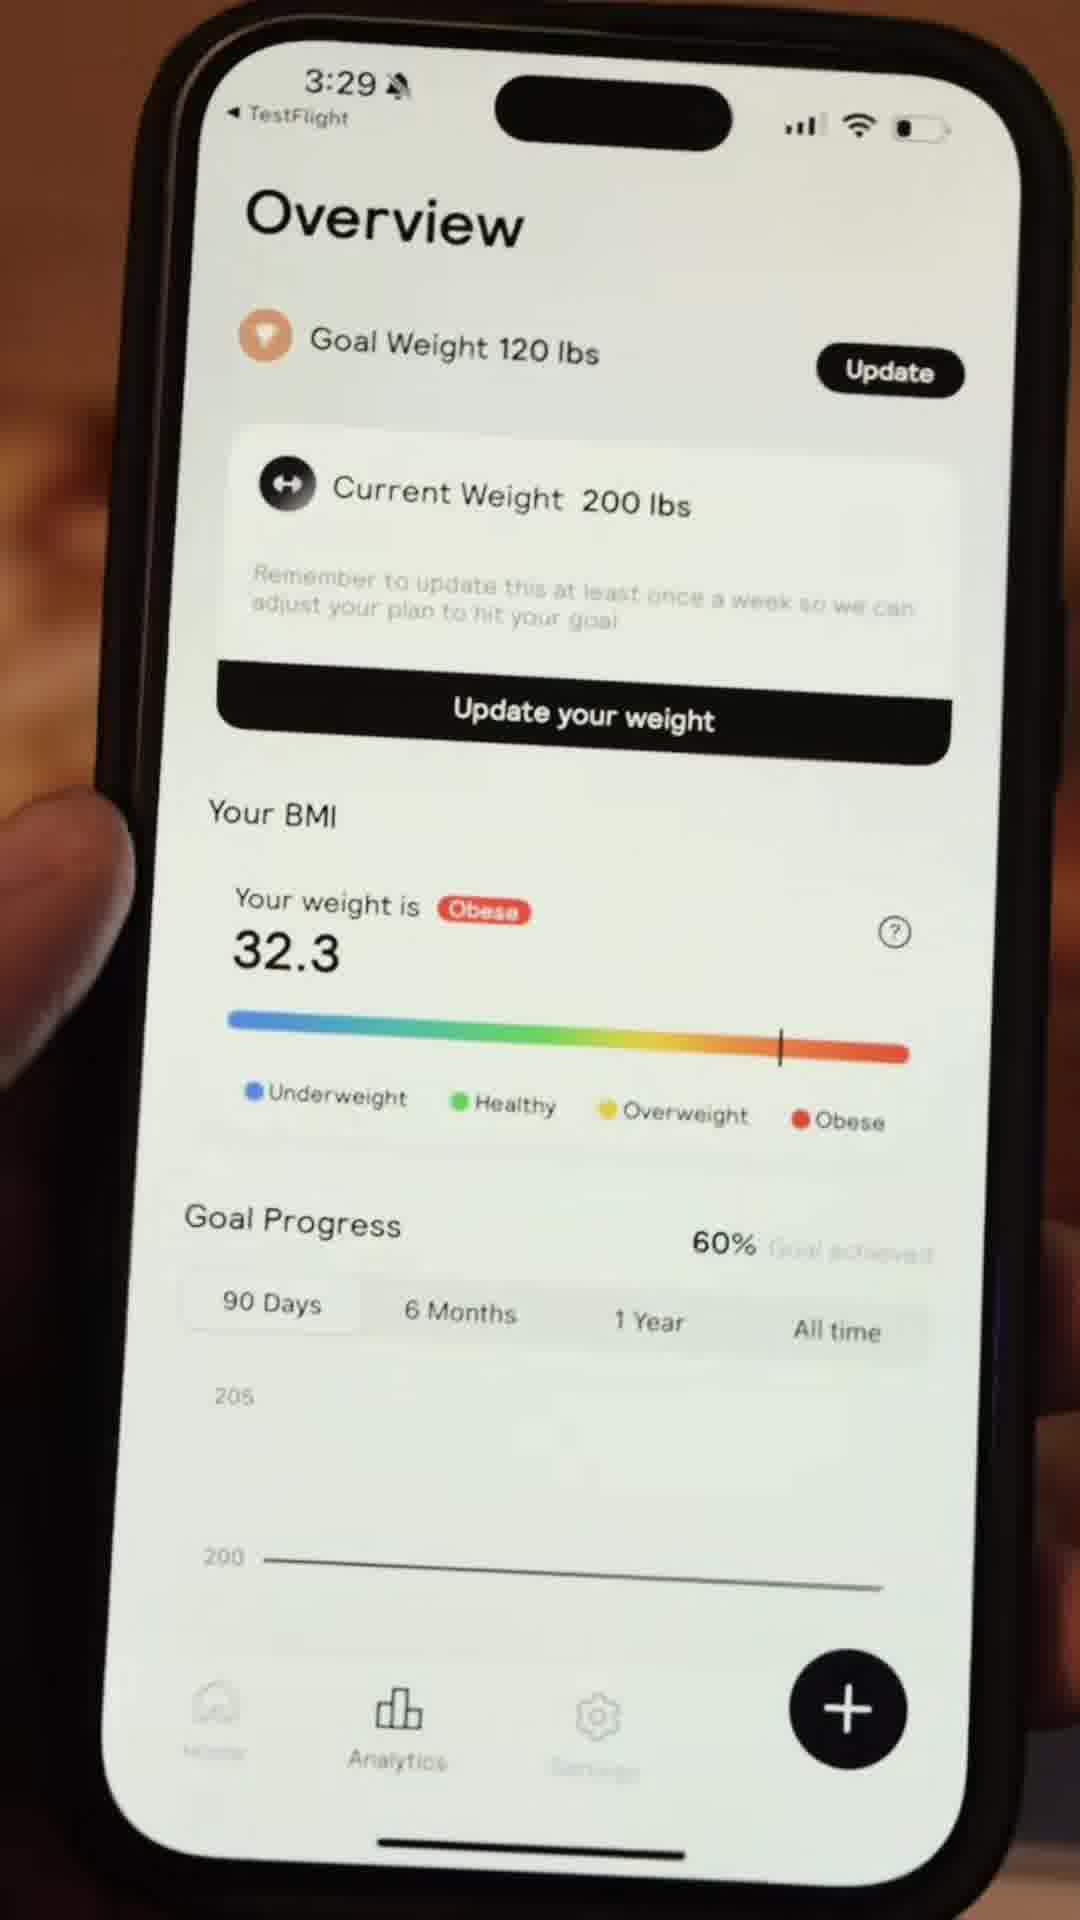 3:29
◄ TestFlight
Overview
Goal Weight 120 lbs
Update
Current Weight 200 lbs
Remember to update this at least once a week so we can
adjust your plan to hit your goal
Update your weight
Your BMI
Your weight is Obese
32.3
?
Underweight Healthy Overweight Obese
Goal Progress
60% Goal achieved
90 Days 6 Months 1 Year All time
205
200
Home Analytics Settings